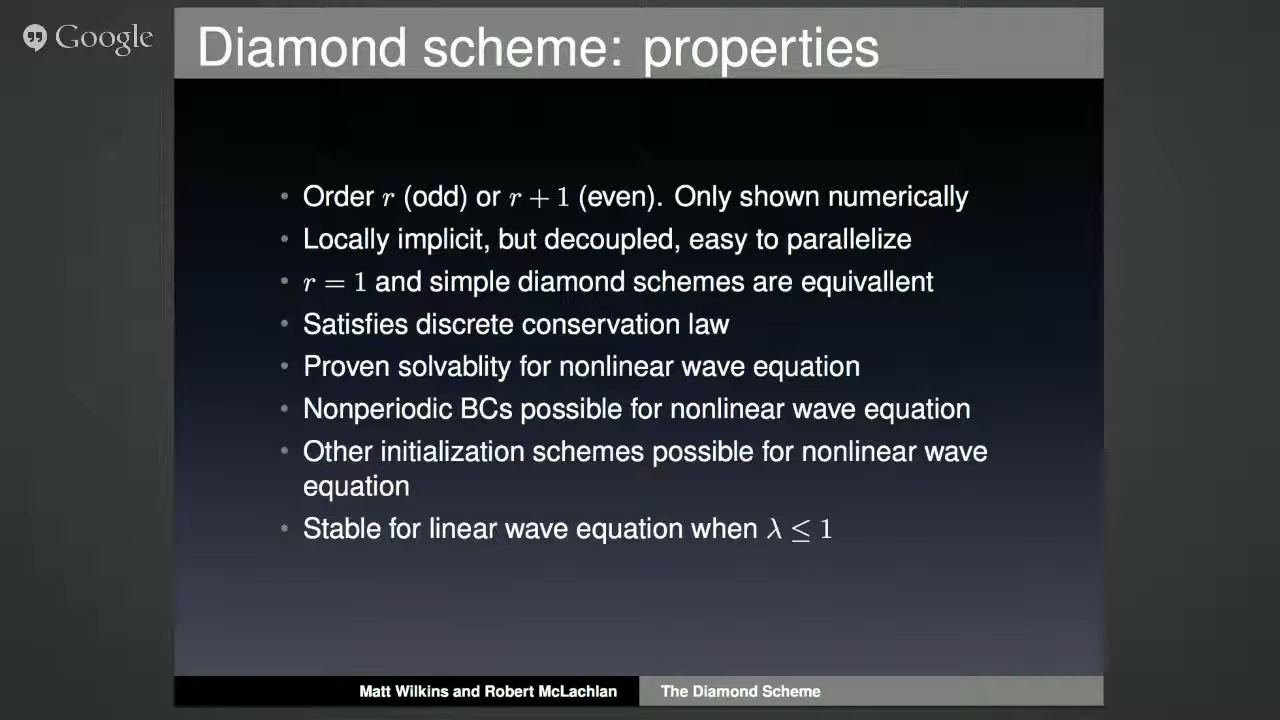 Google
Diamond scheme: properties
• Order r (odd) or r + 1 (even). Only shown numerically
• Locally implicit, but decoupled, easy to parallelize
• r = 1 and simple diamond schemes are equivallent
• Satisfies discrete conservation law
• Proven solvablity for nonlinear wave equation
• Nonperiodic BCs possible for nonlinear wave equation
• Other initialization schemes possible for nonlinear wave
equation
• Stable for linear wave equation when λ ≤ 1
Matt Wilkins and Robert McLachlan The Diamond Scheme